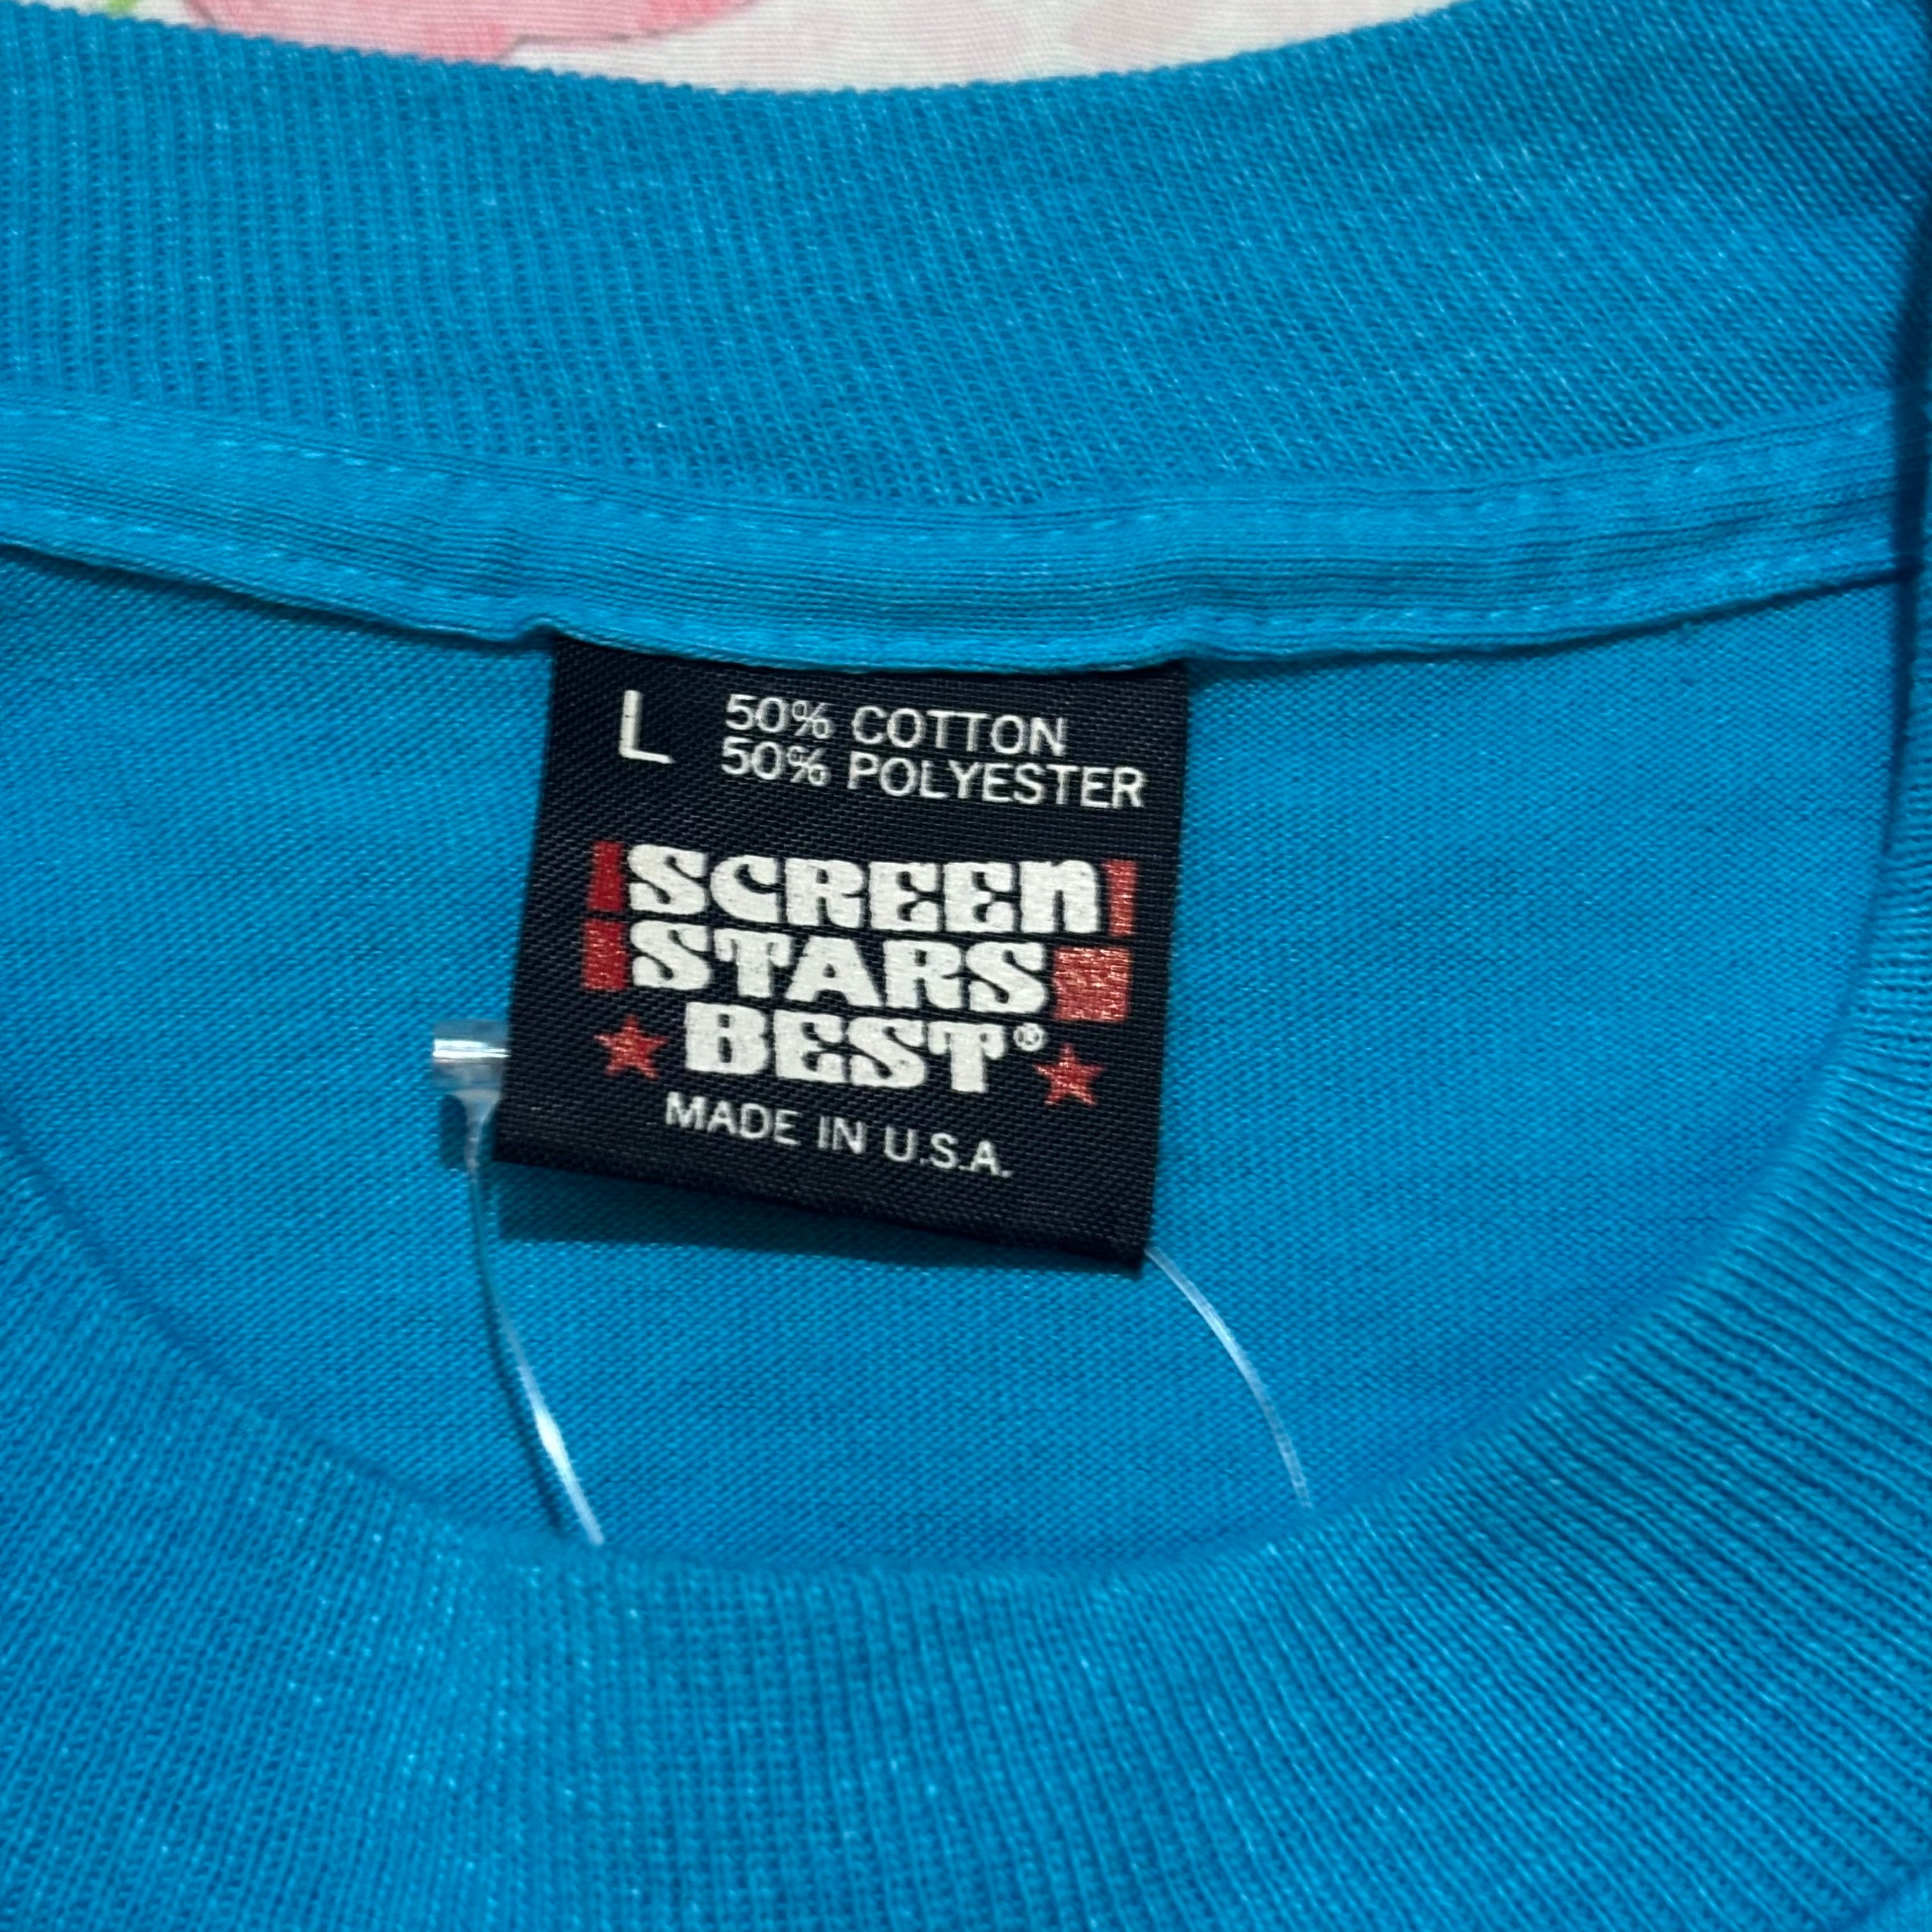 L 50% COTTON
50% POLYESTER
SCREEN
STARS
BEST®
MADE IN U.S.A.